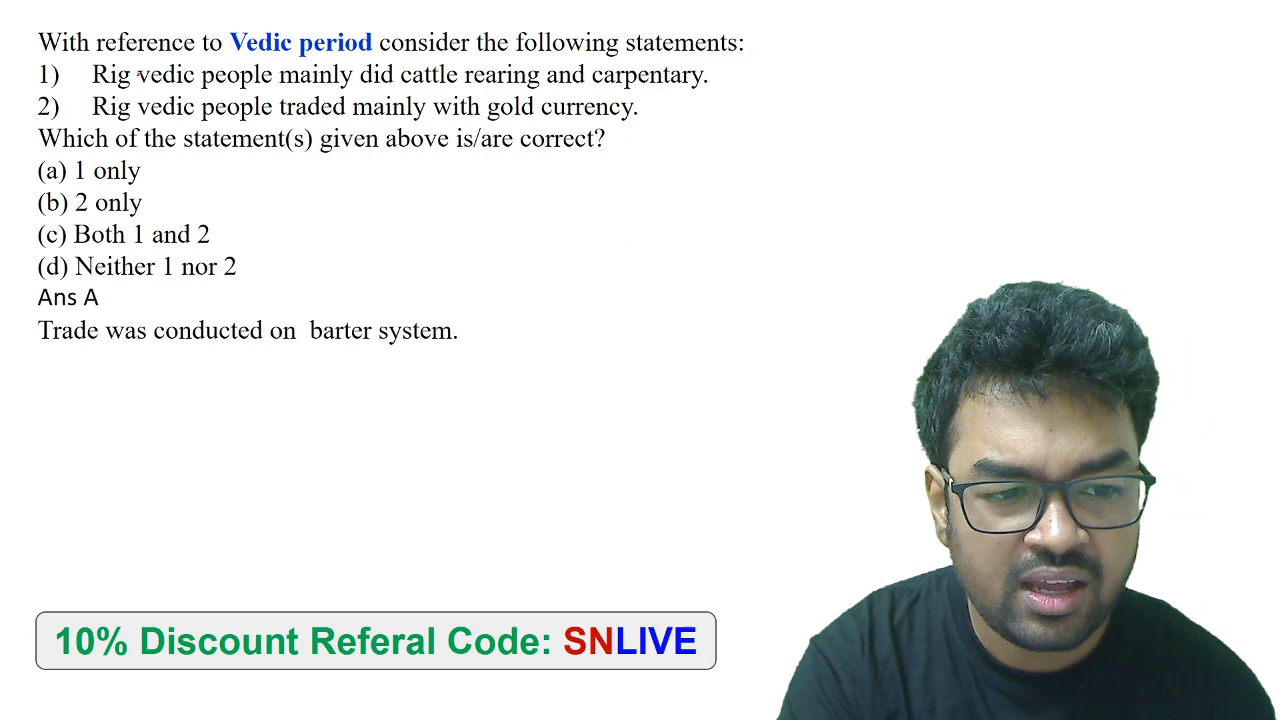 With reference to Vedic period consider the following statements:
1) Rig vedic people mainly did cattle rearing and carpentary.
2) Rig vedic people traded mainly with gold currency.
Which of the statement(s) given above is/are correct?
(a) 1 only
(b) 2 only
(c) Both 1 and 2
(d) Neither 1 nor 2
Ans A
Trade was conducted on barter system.
10% Discount Referal Code: SNLIVE